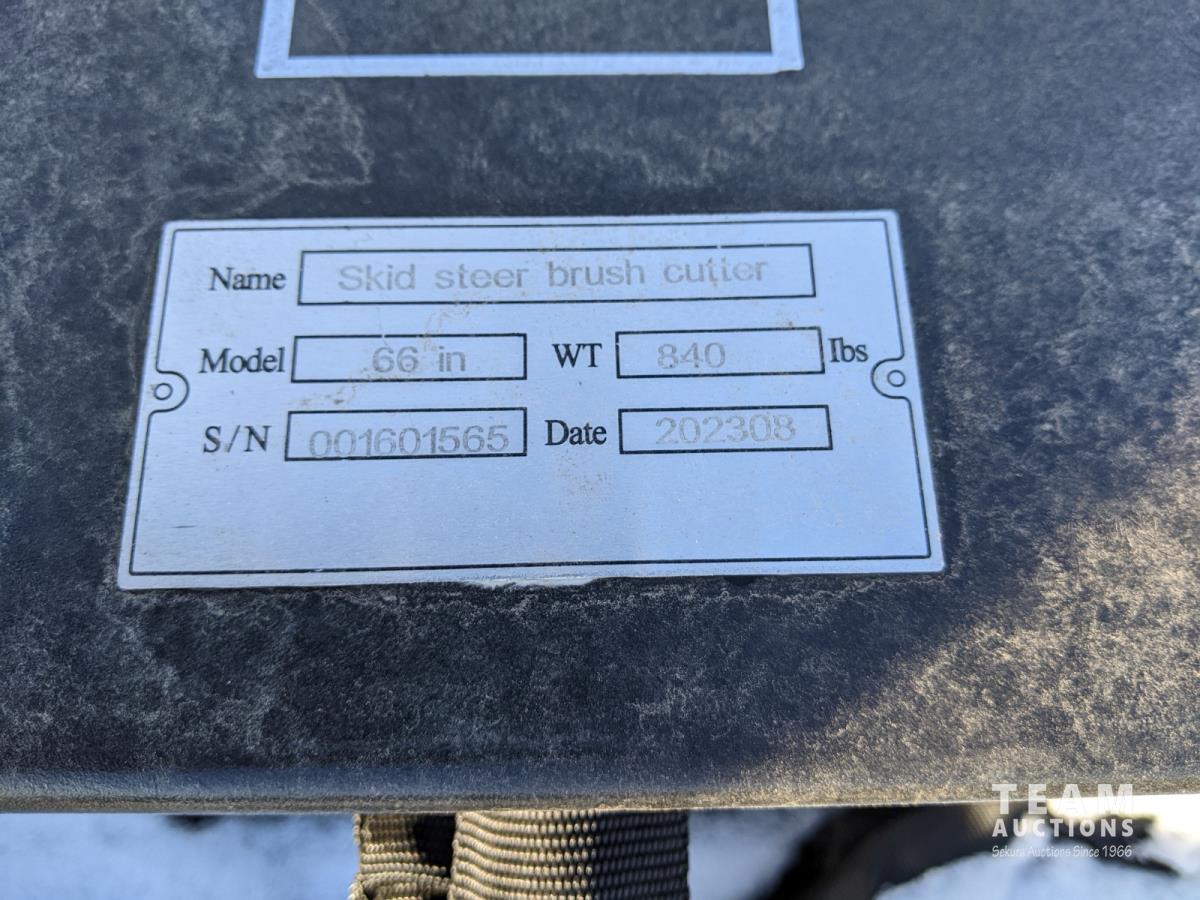 Name Skid steer brush cutter
Model 66 in WT 840 Ibs
S/N 001601565 Date 202308
TEAM
AUCTIONS
Sekura Auctions Since 1966